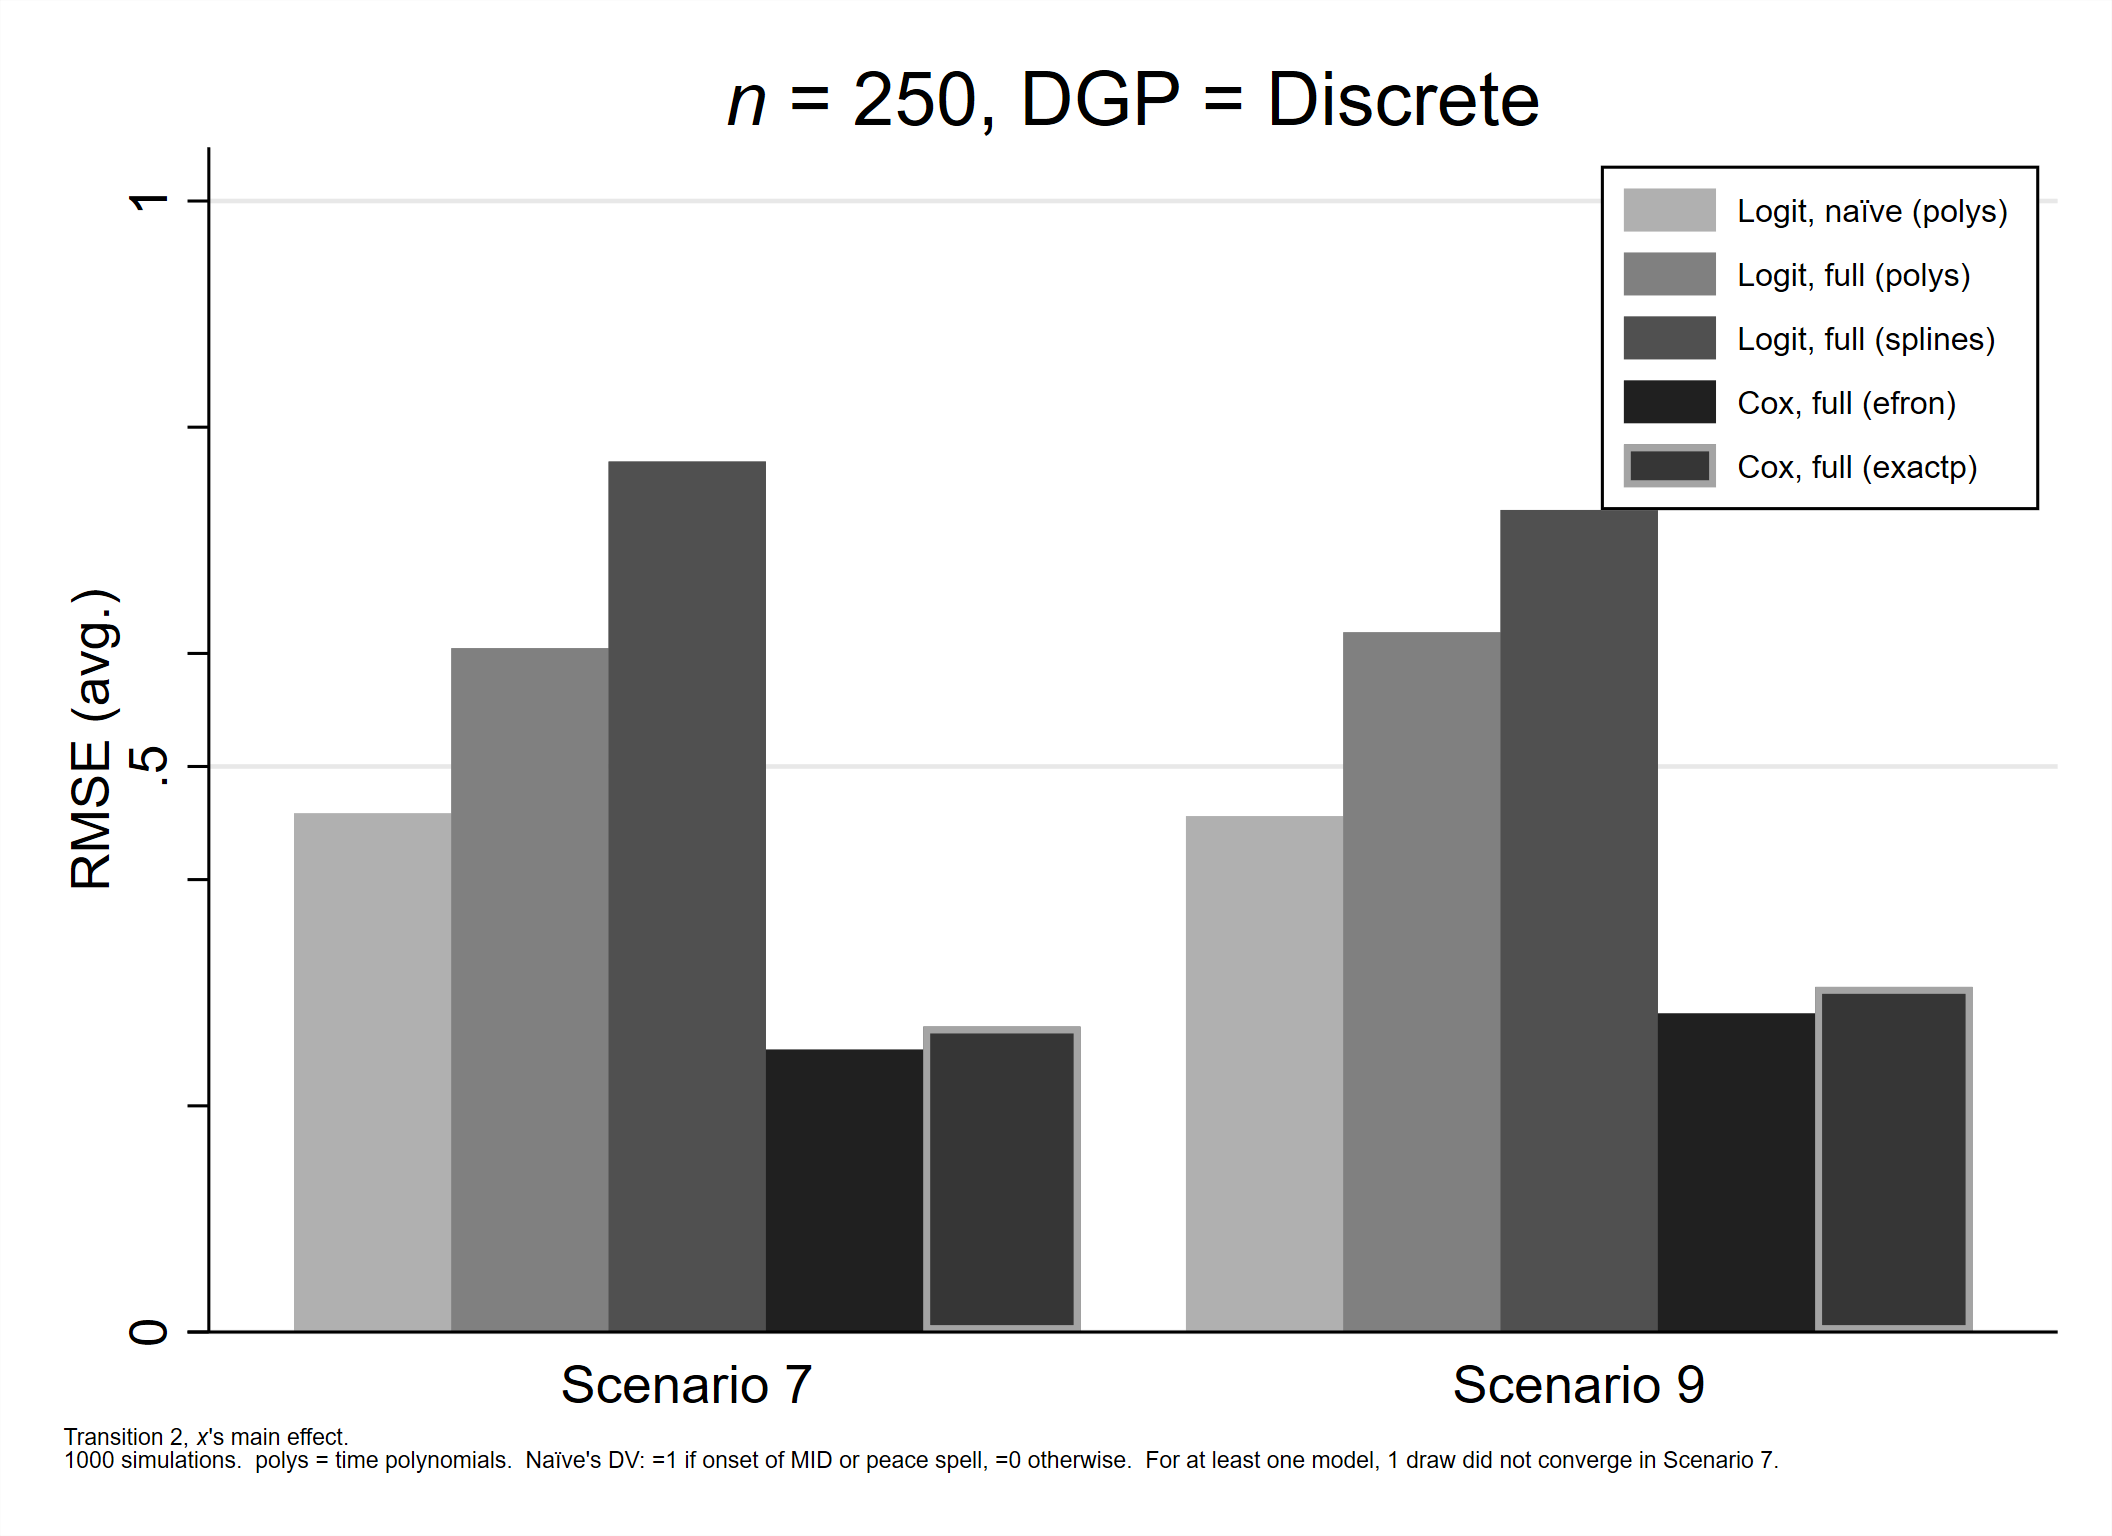 n = 250, DGP = Discrete
1
.5
0
RMSE (avg.)
Logit, naïve (polys)
Logit, full (polys)
Logit, full (splines)
Cox, full (efron)
Cox, full (exactp)
Scenario 7
Scenario 9
Transition 2, x's main effect.
1000 simulations.  polys = time polynomials.  Naïve's DV: =1 if onset of MID or peace spell, =0 otherwise.  For at least one model, 1 draw did not converge in Scenario 7.